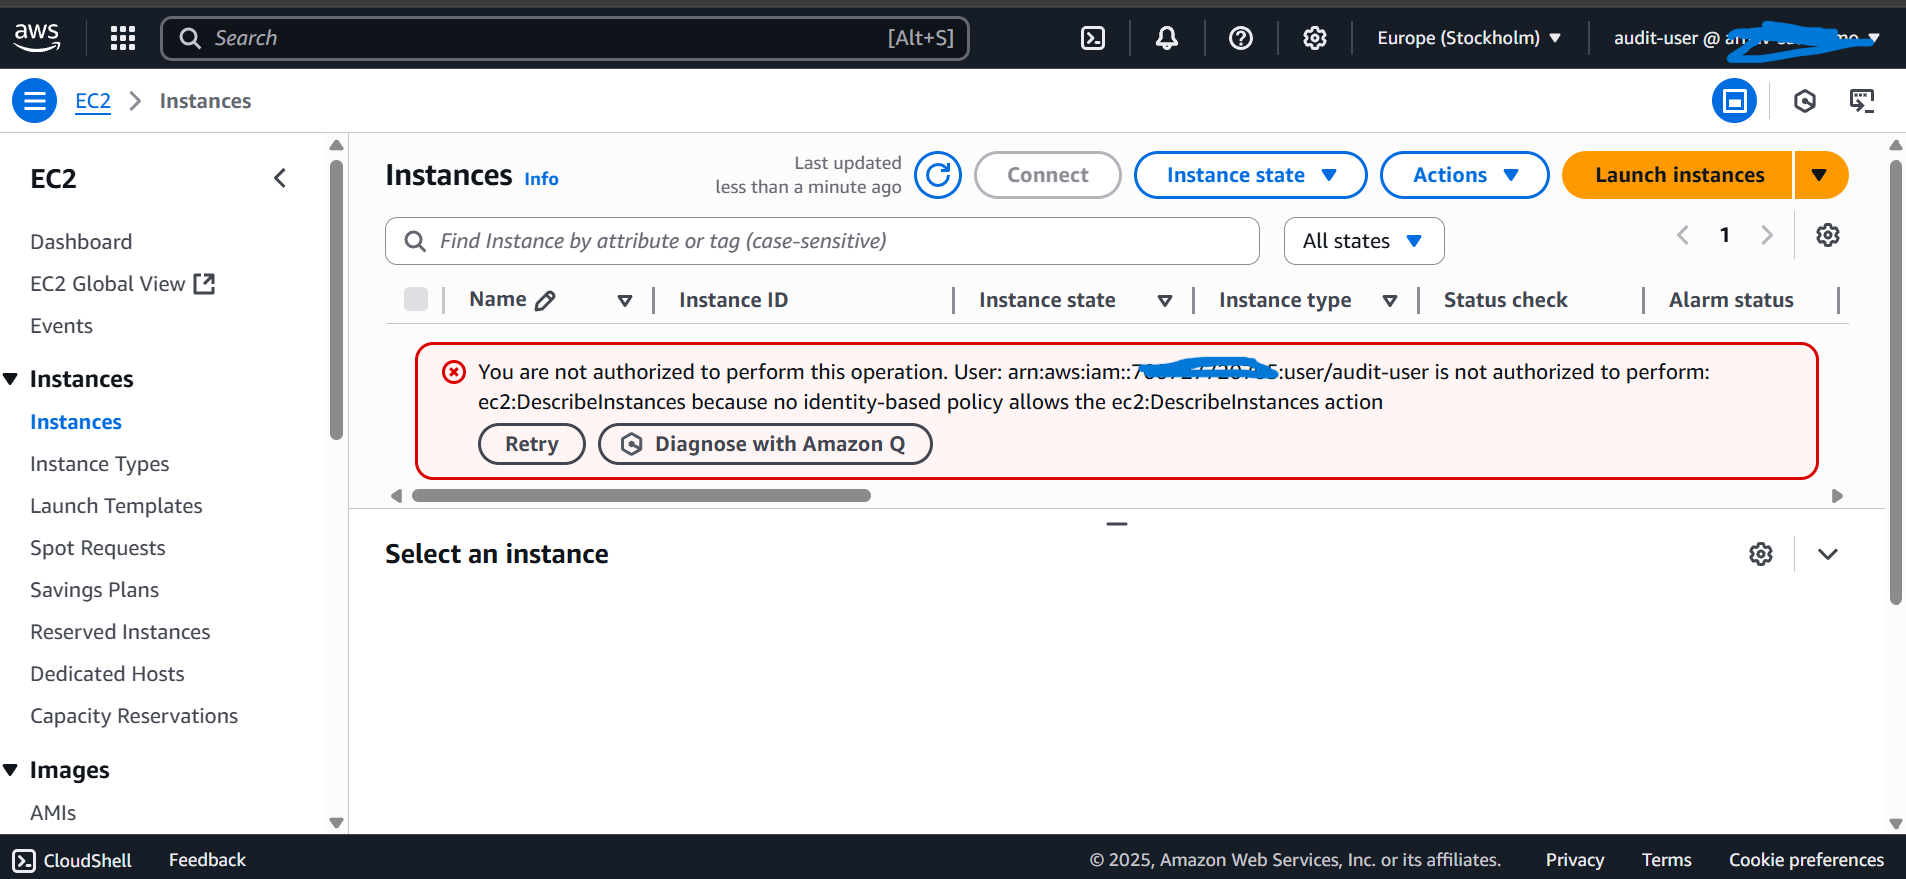 aws
Search [Alt+S]
Europe (Stockholm)
audit-user @
EC2
Instances
EC2
Dashboard
EC2 Global View
Events
Instances
Instances
Instance Types
Launch Templates
Spot Requests
Savings Plans
Reserved Instances
Dedicated Hosts
Capacity Reservations
Images
AMIs
Instances Info
Last updated
less than a minute ago
Connect
Instance state
Actions
Launch instances
Find Instance by attribute or tag (case-sensitive)
All states
1
Name Instance ID Instance state Instance type Status check Alarm status
You are not authorized to perform this operation. User: arn:aws:iam:: :user/audit-user is not authorized to perform:
ec2:DescribeInstances because no identity-based policy allows the ec2:DescribeInstances action
Retry
Diagnose with Amazon Q
Select an instance
CloudShell
Feedback
© 2025, Amazon Web Services, Inc. or its affiliates.
Privacy
Terms
Cookie preferences